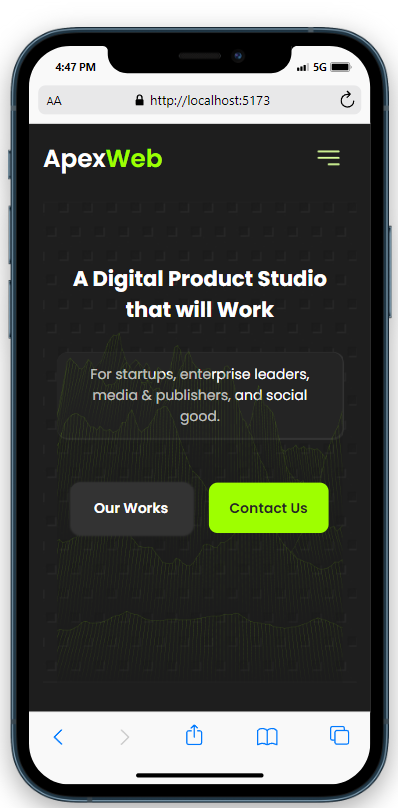 4:47 PM
5G
AA
http://localhost:5173
ApexWeb
A Digital Product Studio
that will Work
For startups, enterprise leaders,
media & publishers, and social
good.
Our Works
Contact Us